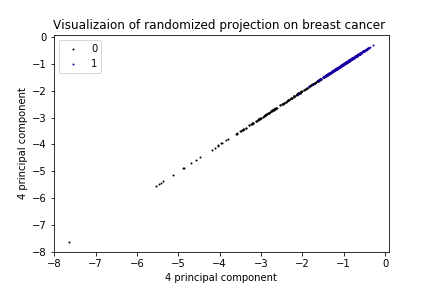 Visualizaion of randomized projection on breast cancer
0
1
4 principal component
0
−1
−2
−3
−4
−5
−6
−7
−8
−8 −7 −6 −5 −4 −3 −2 −1 0
4 principal component